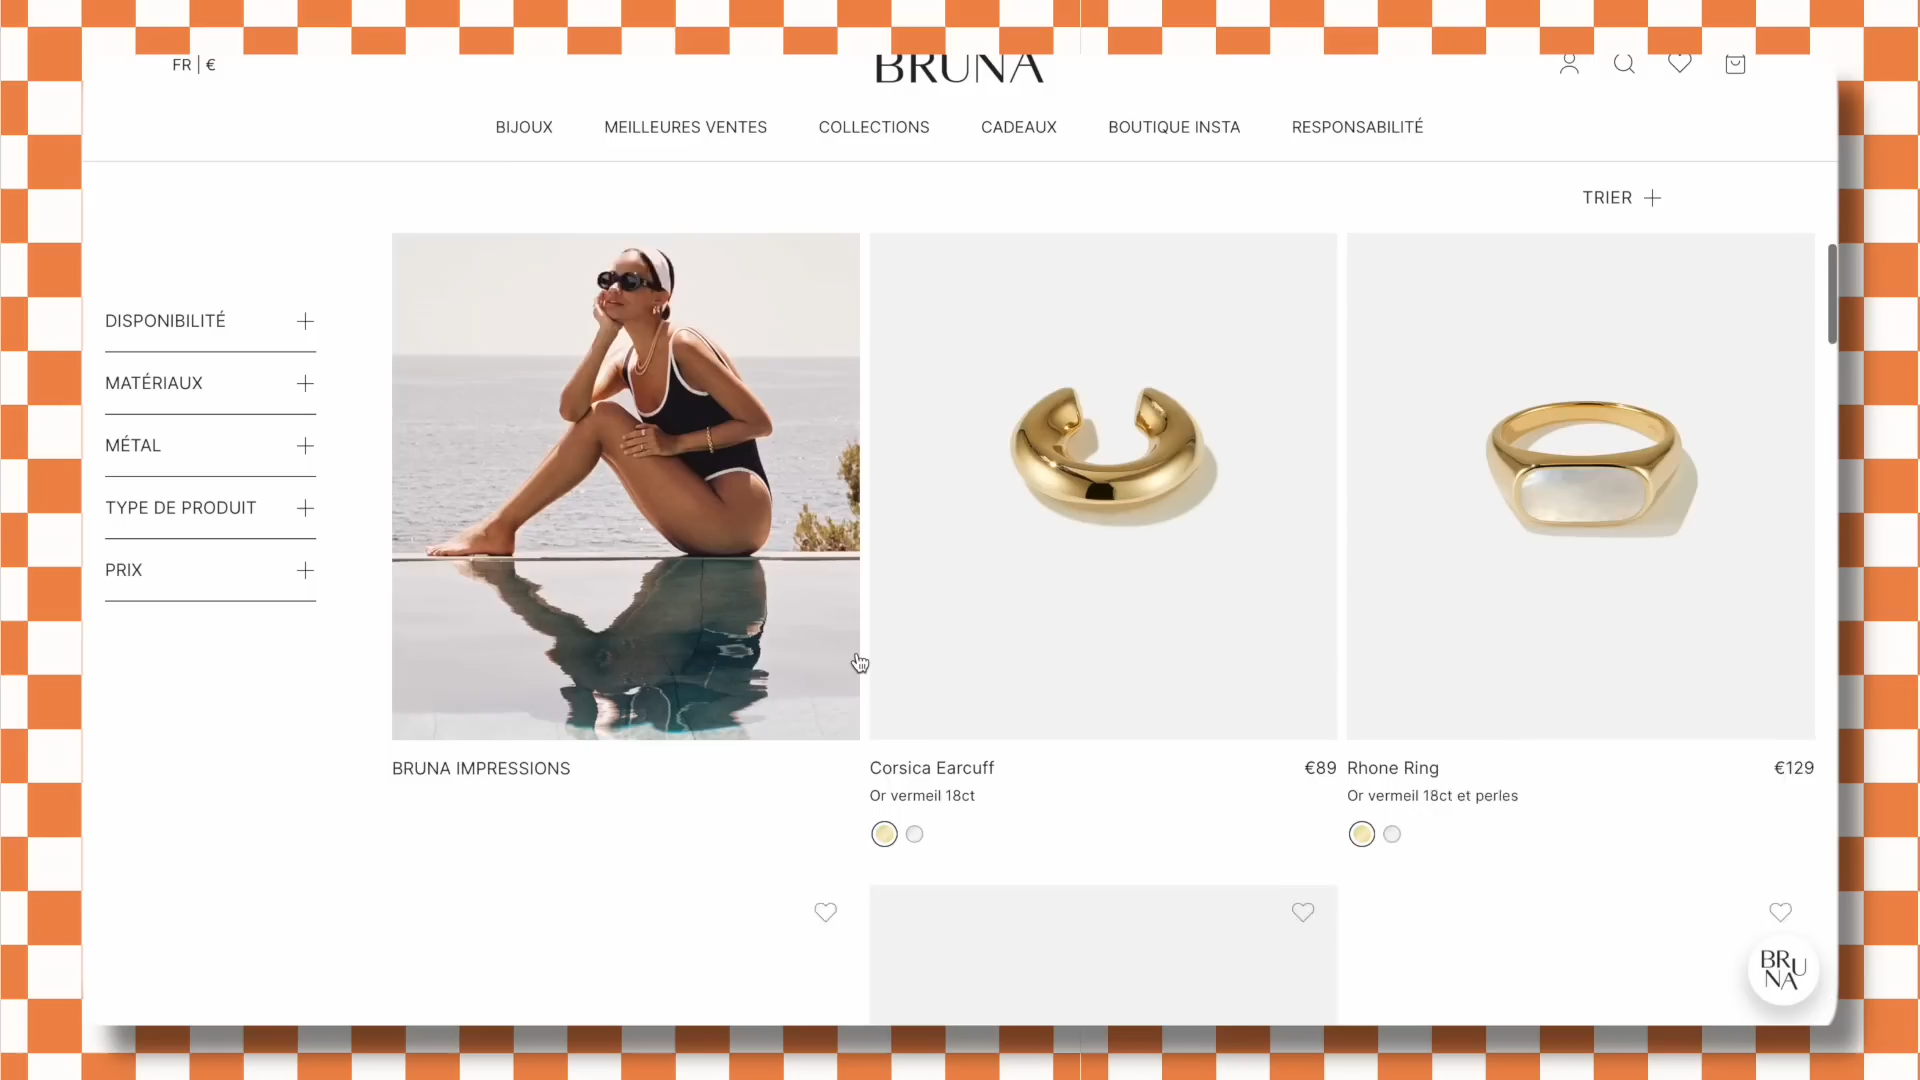 FR | €
BRUNA
BIJOUX MEILLEURES VENTES COLLECTIONS CADEAUX BOUTIQUE INSTA RESPONSABILITÉ
TRIER
DISPONIBILITÉ
MATÉRIAUX
MÉTAL
TYPE DE PRODUIT
PRIX
BRUNA IMPRESSIONS
Corsica Earcuff €89
Or vermeil 18ct
Rhone Ring €129
Or vermeil 18ct et perles
BRU
NA